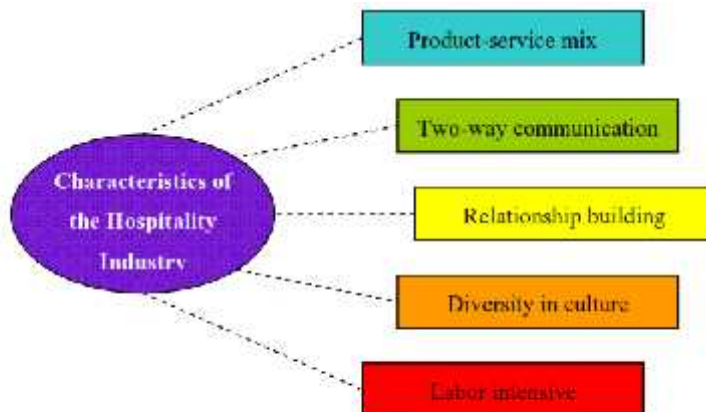 Product-service mix
Two-way communication
Characteristics of
the Hospitality
Industry
Relationship building
Diversity in culture
Labor intensive